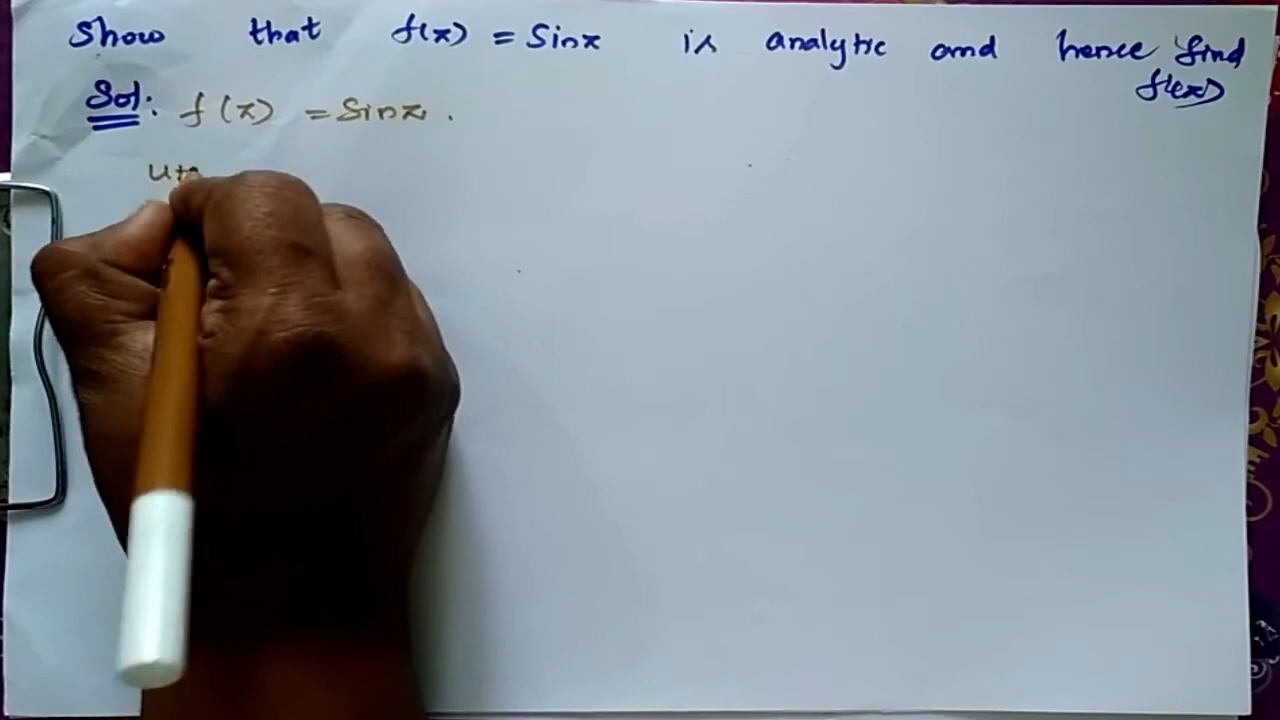 Show that f(z) = Sinz is analytic and hence find
f'(z)
Sol: f(z) = Sinz.